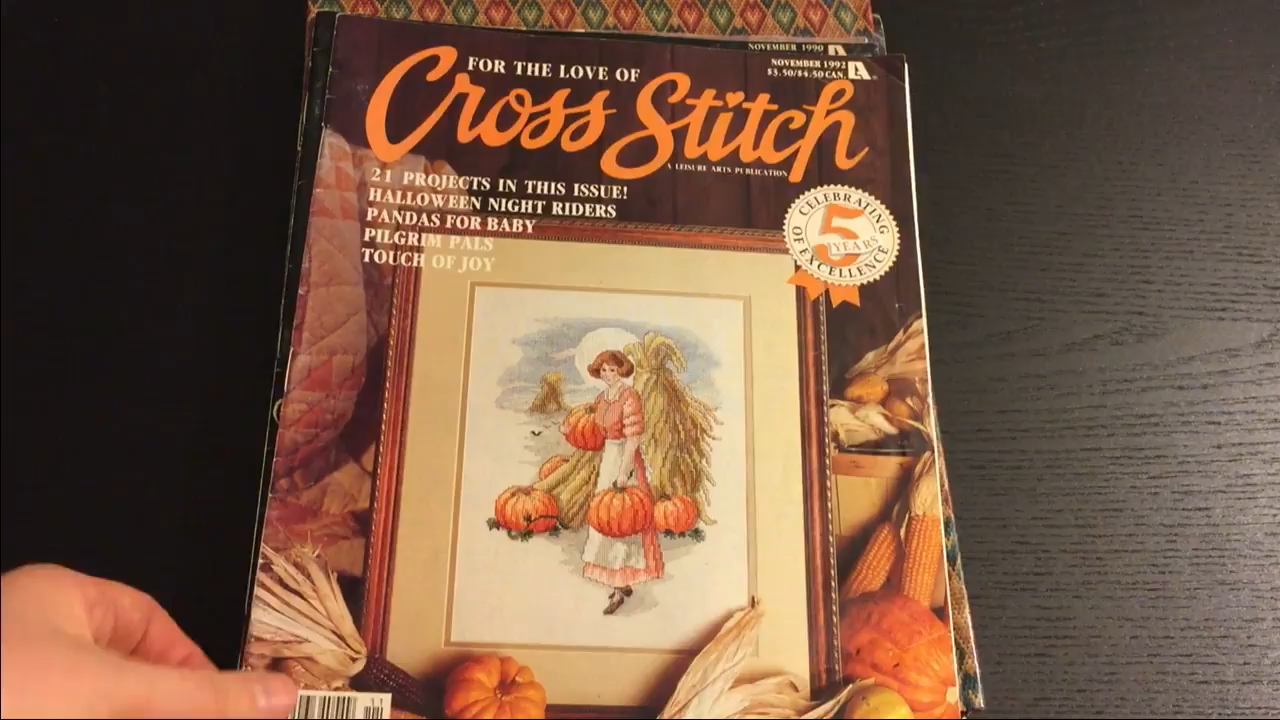 NOVEMBER 1990
NOVEMBER 1992
$3.50/$4.50 CAN.
FOR THE LOVE OF
Cross Stitch
A LEISURE ARTS PUBLICATION
21 PROJECTS IN THIS ISSUE!
HALLOWEEN NIGHT RIDERS
PANDAS FOR BABY
PILGRIM PALS
TOUCH OF JOY
CELEBRATING
5
YEARS
OF EXCELLENCE